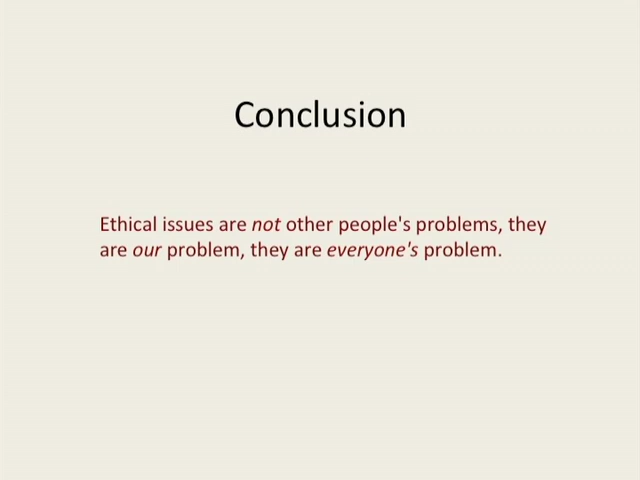 Conclusion
Ethical issues are not other people's problems, they
are our problem, they are everyone's problem.